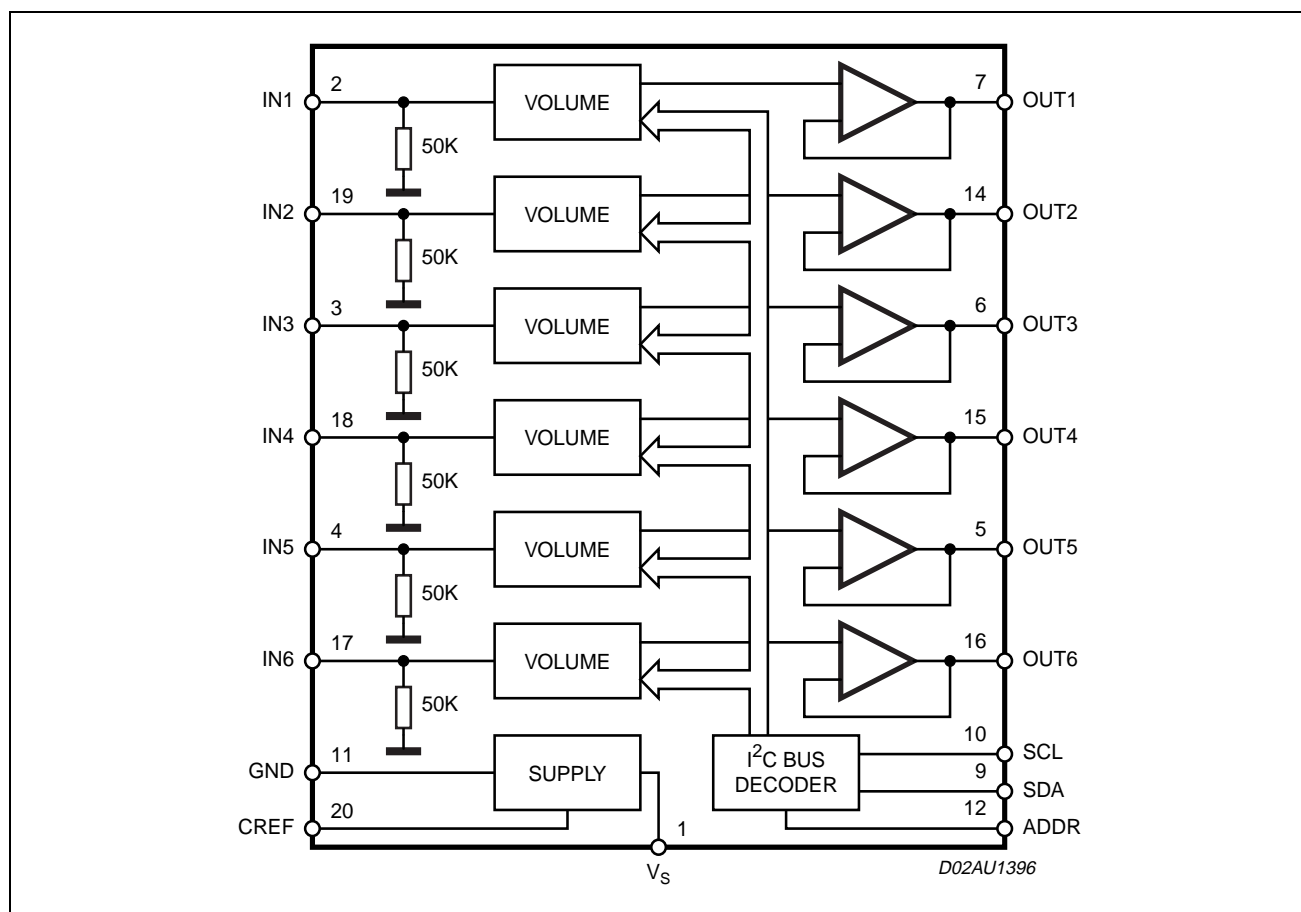 2
IN1
VOLUME
7
OUT1
50K
19
IN2
VOLUME
14
OUT2
50K
3
IN3
VOLUME
6
OUT3
50K
18
IN4
VOLUME
15
OUT4
50K
4
IN5
VOLUME
5
OUT5
50K
17
IN6
VOLUME
16
OUT6
50K
11
GND
SUPPLY
I²C BUS
DECODER
10
SCL
9
SDA
20
CREF
12
ADDR
1
VS
D02AU1396